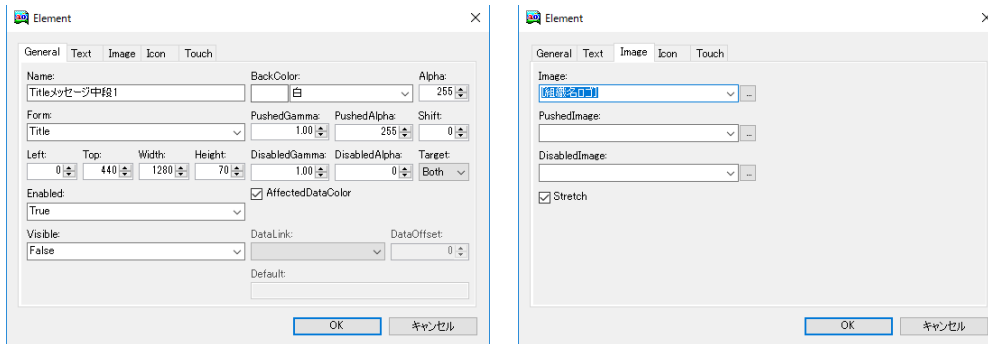 Element
General Text Image Icon Touch
Name:
Titleメッセージ中段1
BackColor:
白
Alpha:
255
Form:
Title
PushedGamma:
1.00
PushedAlpha:
255
Shift:
0
Left:
0
Top:
440
Width:
1280
Height:
70
DisabledGamma:
1.00
DisabledAlpha:
0
Target:
Both
Enabled:
True
AffectedDataColor
Visible:
False
DataLink:
DataOffset:
0
Default:
OK
キャンセル
Element
General Text Image Icon Touch
Image:
[組織名ロゴ]
...
PushedImage:
...
DisabledImage:
...
Stretch
OK
キャンセル